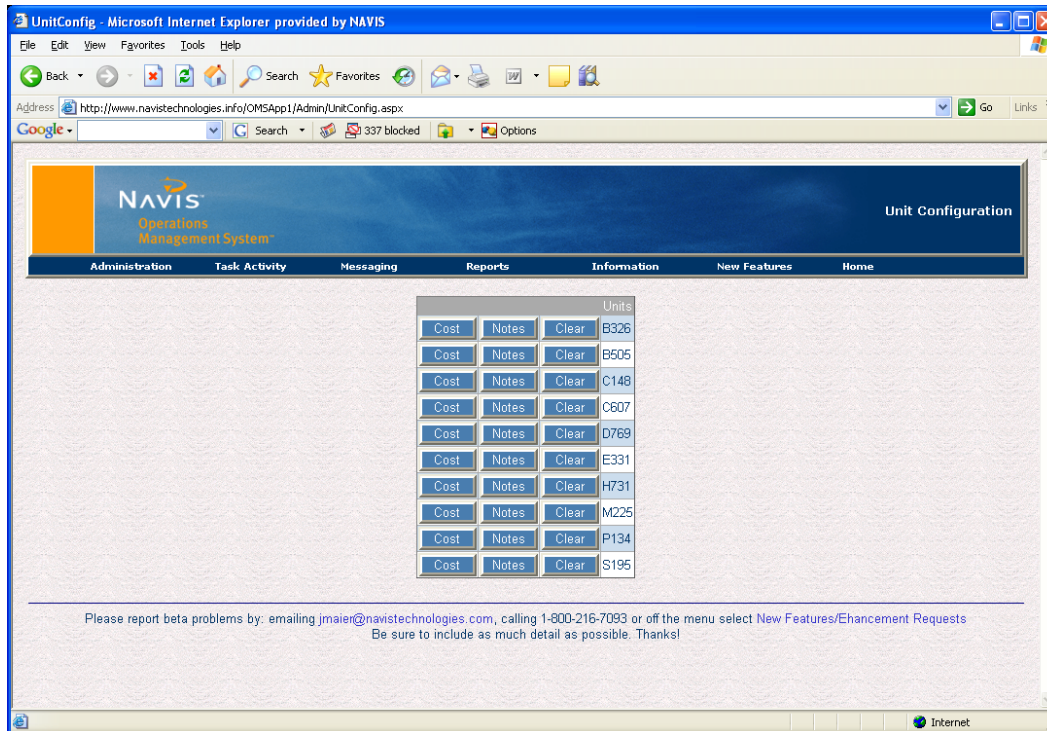 UnitConfig - Microsoft Internet Explorer provided by NAVIS
File Edit View Favorites Tools Help
Back Search Favorites
Address http://www.navistechnologies.info/OMSApp1/Admin/UnitConfig.aspx Go Links
Google Search 337 blocked Options
NAVIS
Operations
Management System
Unit Configuration
Administration Task Activity Messaging Reports Information New Features Home
Units
Cost Notes Clear B326
Cost Notes Clear B505
Cost Notes Clear C148
Cost Notes Clear C607
Cost Notes Clear D769
Cost Notes Clear E331
Cost Notes Clear H731
Cost Notes Clear M225
Cost Notes Clear P134
Cost Notes Clear S195
Please report beta problems by: emailing jmaier@navistechnologies.com, calling 1-800-216-7093 or off the menu select New Features/Ehancement Requests
Be sure to include as much detail as possible. Thanks!
Internet